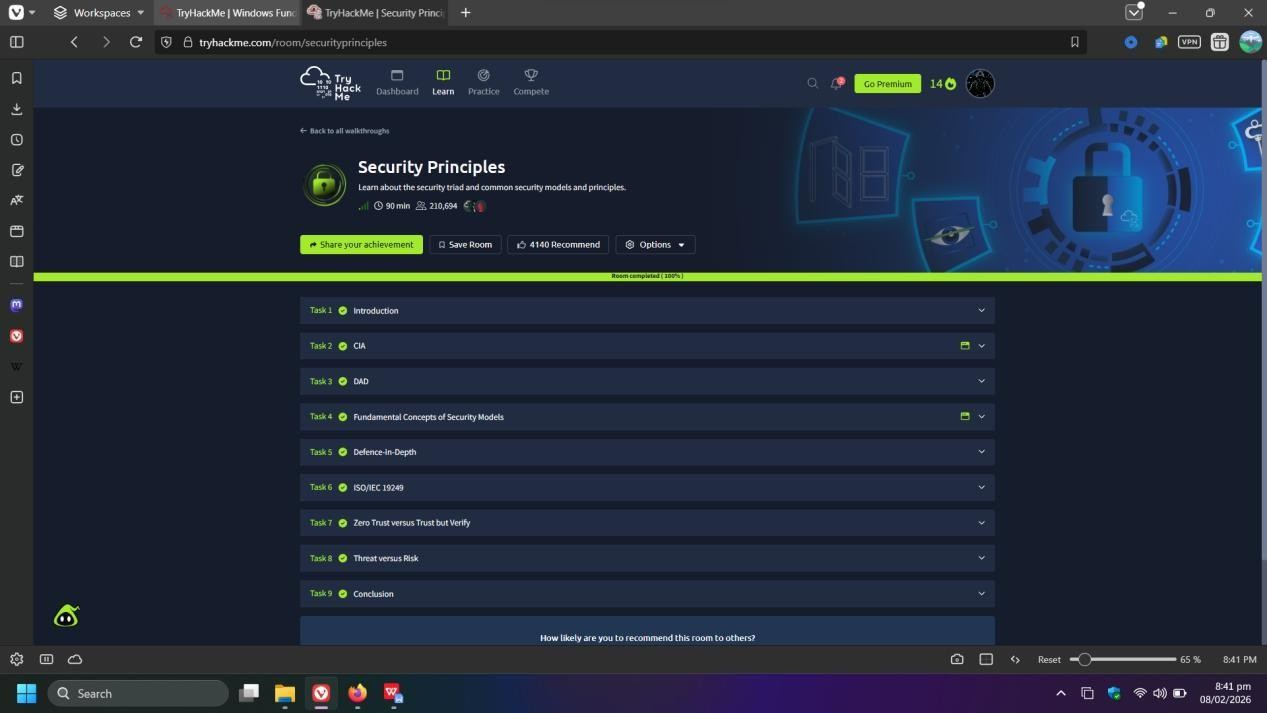 Workspaces
TryHackMe | Windows Fund
TryHackMe | Security Princip
tryhackme.com/room/securityprinciples
VPN
Try Hack Me
Dashboard
Learn
Practice
Compete
2
Go Premium
14
Back to all walkthroughs
Security Principles
Learn about the security triad and common security models and principles.
90 min
210,694
Share your achievement
Save Room
4140 Recommend
Options
Room completed ( 100% )
Task 1 Introduction
Task 2 CIA
Task 3 DAD
Task 4 Fundamental Concepts of Security Models
Task 5 Defence-in-Depth
Task 6 ISO/IEC 19249
Task 7 Zero Trust versus Trust but Verify
Task 8 Threat versus Risk
Task 9 Conclusion
How likely are you to recommend this room to others?
Reset
65 %
8:41 PM
Search
8:41 pm
08/02/2026